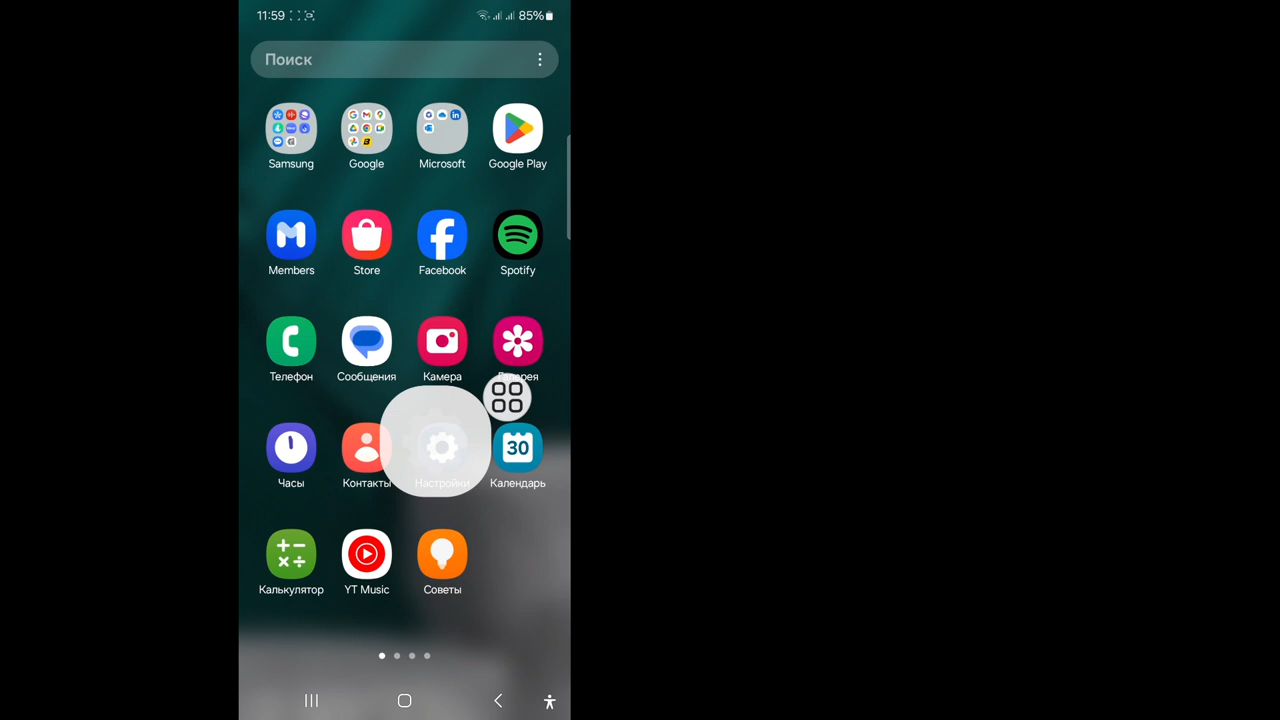 11:59
85%
Поиск
Samsung
Google
Microsoft
Google Play
Members
Store
Facebook
Spotify
Телефон
Сообщения
Камера
Галерея
30
Часы
Контакты
Настройки
Календарь
Калькулятор
YT Music
Советы